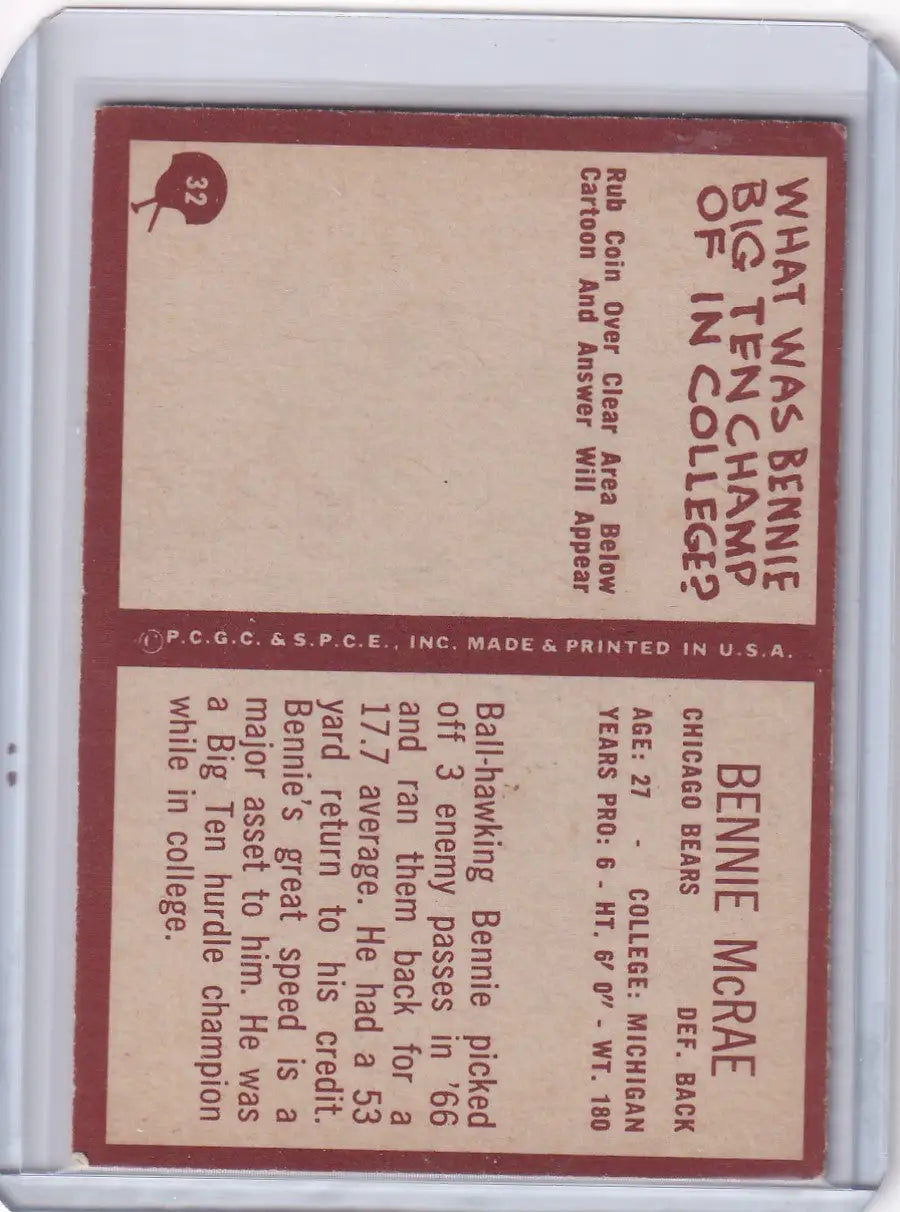 WHAT WAS BENNIE
BIG TEN CHAMP
OF IN COLLEGE?
Rub Coin Over Clear Area Below
Cartoon And Answer Will Appear
32
© P.C.G.C. & S.P.C.E., INC. MADE & PRINTED IN U.S.A.
BENNIE McRAE
CHICAGO BEARS DEF. BACK
AGE: 27 - COLLEGE: MICHIGAN
YEARS PRO: 6 - HT. 6' 0" - WT. 180
Ball-hawking Bennie picked
off 3 enemy passes in '66
and ran them back for a
17.7 average. He had a 53
yard return to his credit.
Bennie's great speed is a
major asset to him. He was
a Big Ten hurdle champion
while in college.